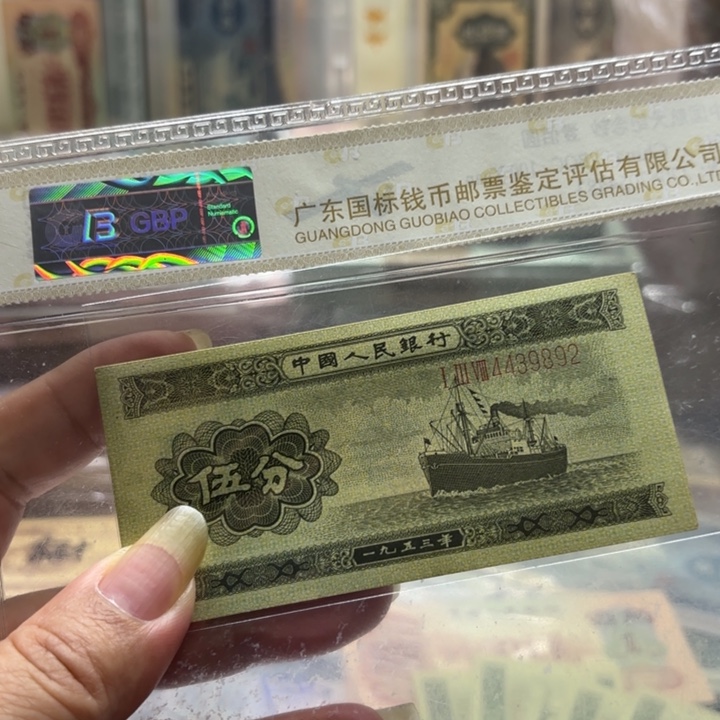 广东国标钱币邮票鉴定评估有限公司
GUANGDONG GUOBIAO COLLECTIBLES GRADING CO.,LTD
B GBP
Standard
Numismatic
中國人民銀行
I III VIII 4439892
伍分
一九五三年